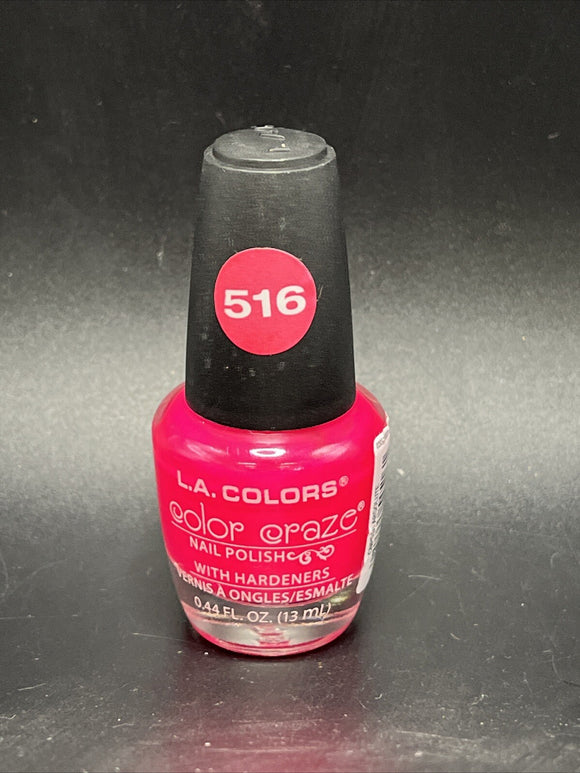 516
L.A. COLORS®
color craze®
NAIL POLISH
WITH HARDENERS
VERNIS À ONGLES/ESMALTE
0.44 FL. OZ. (13 mL)